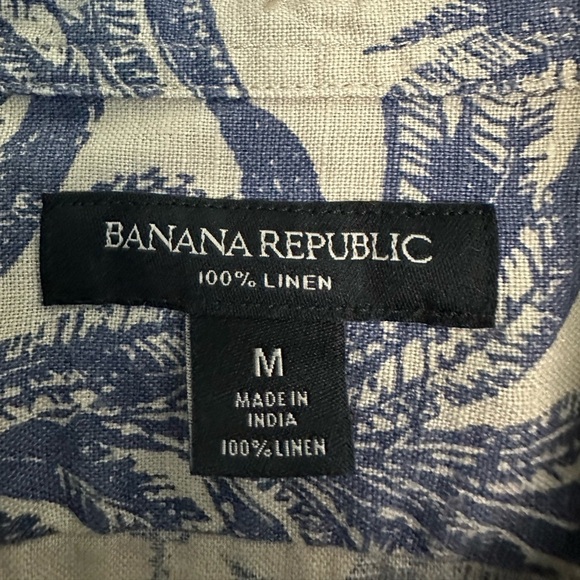 BANANA REPUBLIC
100% LINEN
M
MADE IN
INDIA
100% LINEN